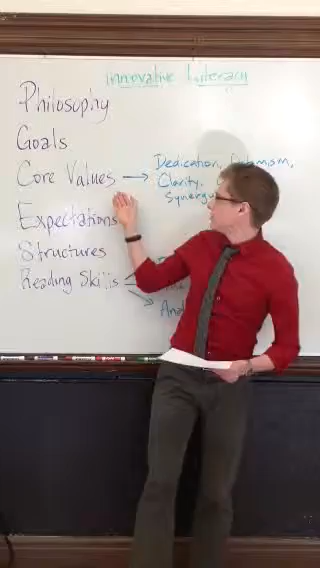 Innovative Literacy
Philosophy
Goals
Core Values → Dedication,
Clarity,
Synergy
Expectations
Structures
Reading Skills